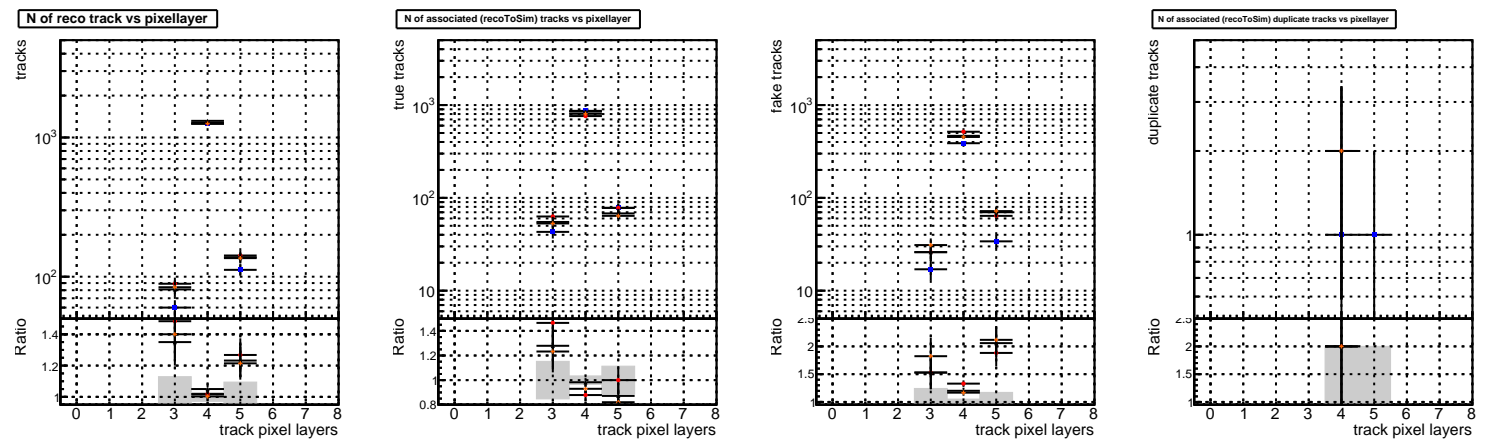 N of reco track vs pixellayer
tracks
10³
10²
Ratio
1.4
1.2
1
0 1 2 3 4 5 6 7 8
track pixel layers
N of associated (recoToSim) tracks vs pixellayer
true tracks
10³
10²
10
Ratio
1.4
1.2
1
0.8
0 1 2 3 4 5 6 7 8
track pixel layers
fake tracks
10³
10²
10
Ratio
2.5
2
1.5
1
0 1 2 3 4 5 6 7 8
track pixel layers
N of associated (recoToSim) duplicate tracks vs pixellayer
duplicate tracks
1
Ratio
2.5
2
1.5
1
0 1 2 3 4 5 6 7 8
track pixel layers